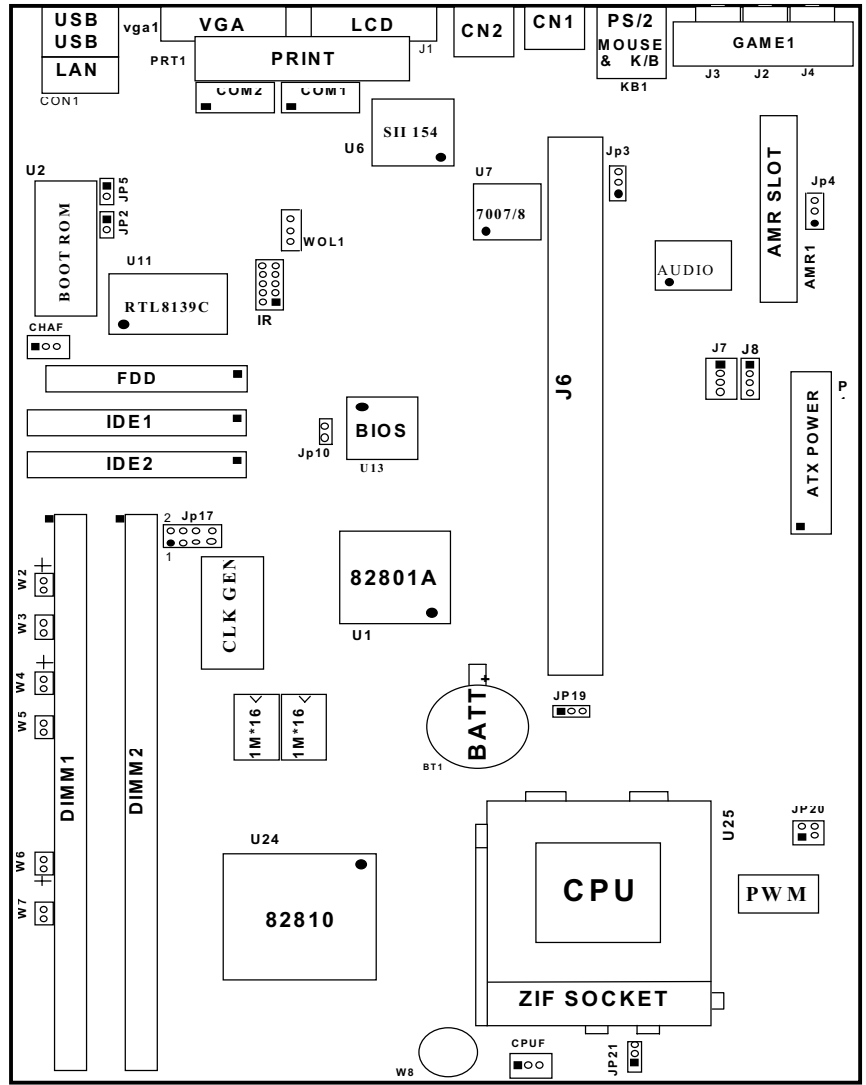 USB
USB
LAN
CON1
vga1
VGA
LCD
J1
PRT1
PRINT
COM2
COM1
CN2
CN1
PS/2
MOUSE
& K/B
KB1
GAME1
J3
J2
J4
U6
SII 154
U2
BOOT ROM
JP5
JP2
U11
RTL8139C
WOL1
IR
U7
7007/8
Jp3
J6
AUDIO
AMR SLOT
AMR1
Jp4
CHAF
FDD
IDE1
IDE2
Jp10
BIOS
U13
J7
J8
P
ATX POWER
Jp17
2
1
CLK GEN
82801A
U1
W2
W3
W4
W5
W6
W7
DIMM1
DIMM2
1M*16
1M*16
BATT
+
BT1
JP19
U24
82810
CPU
U25
ZIF SOCKET
JP20
PWM
W8
CPUF
JP21